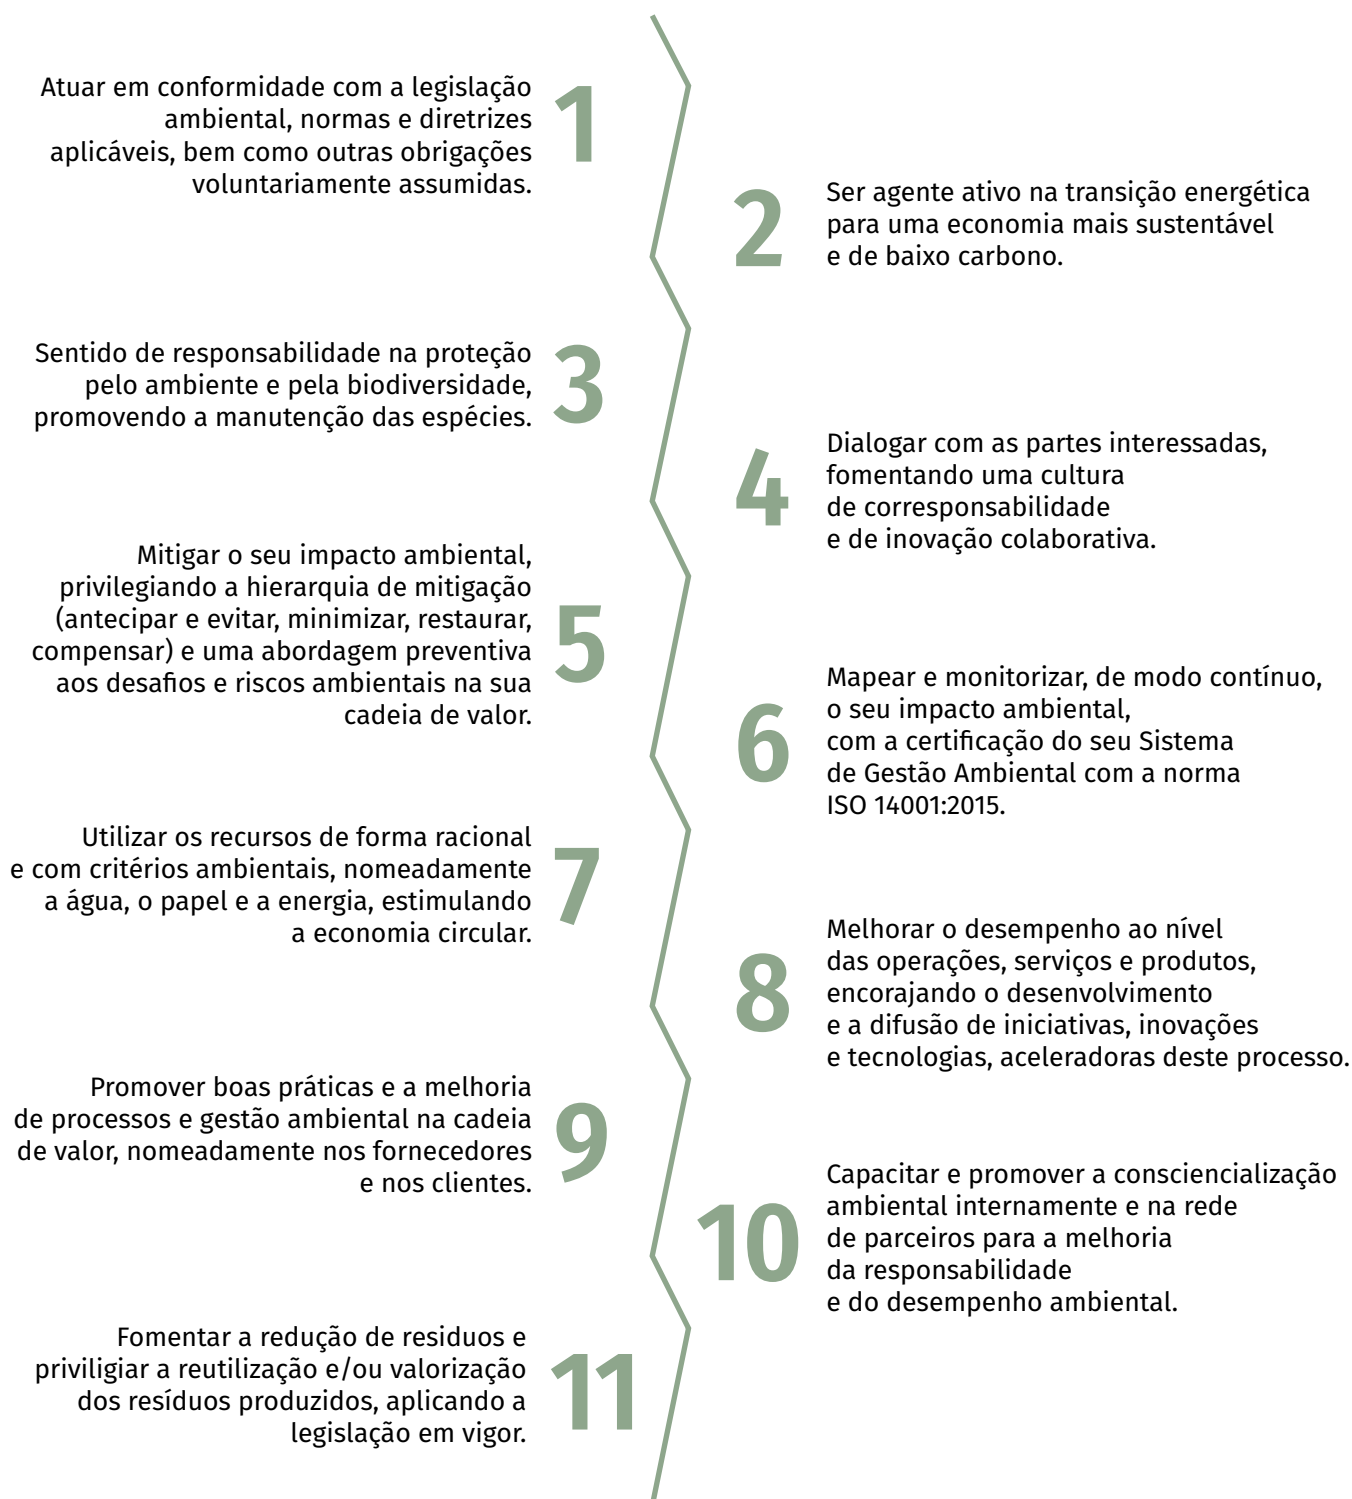 1
Atuar em conformidade com a legislação
ambiental, normas e diretrizes
aplicáveis, bem como outras obrigações
voluntariamente assumidas.
2
Ser agente ativo na transição energética
para uma economia mais sustentável
e de baixo carbono.
3
Sentido de responsabilidade na proteção
pelo ambiente e pela biodiversidade,
promovendo a manutenção das espécies.
4
Dialogar com as partes interessadas,
fomentando uma cultura
de corresponsabilidade
e de inovação colaborativa.
5
Mitigar o seu impacto ambiental,
privilegiando a hierarquia de mitigação
(antecipar e evitar, minimizar, restaurar,
compensar) e uma abordagem preventiva
aos desafios e riscos ambientais na sua
cadeia de valor.
6
Mapear e monitorizar, de modo contínuo,
o seu impacto ambiental,
com a certificação do seu Sistema
de Gestão Ambiental com a norma
ISO 14001:2015.
7
Utilizar os recursos de forma racional
e com critérios ambientais, nomeadamente
a água, o papel e a energia, estimulando
a economia circular.
8
Melhorar o desempenho ao nível
das operações, serviços e produtos,
encorajando o desenvolvimento
e a difusão de iniciativas, inovações
e tecnologias, aceleradoras deste processo.
9
Promover boas práticas e a melhoria
de processos e gestão ambiental na cadeia
de valor, nomeadamente nos fornecedores
e nos clientes.
10
Capacitar e promover a consciencialização
ambiental internamente e na rede
de parceiros para a melhoria
da responsabilidade
e do desempenho ambiental.
11
Fomentar a redução de residuos e
priviligiar a reutilização e/ou valorização
dos resíduos produzidos, aplicando a
legislação em vigor.